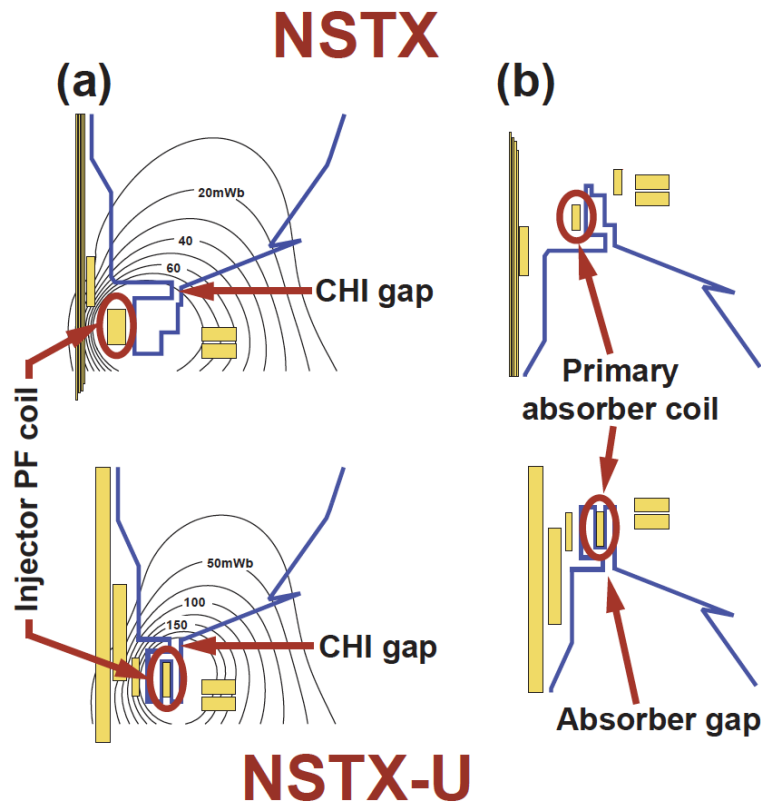 NSTX
(a)
(b)
20mWb
40
60
CHI gap
Injector PF coil
Primary
absorber coil
50mWb
100
150
CHI gap
Absorber gap
NSTX-U